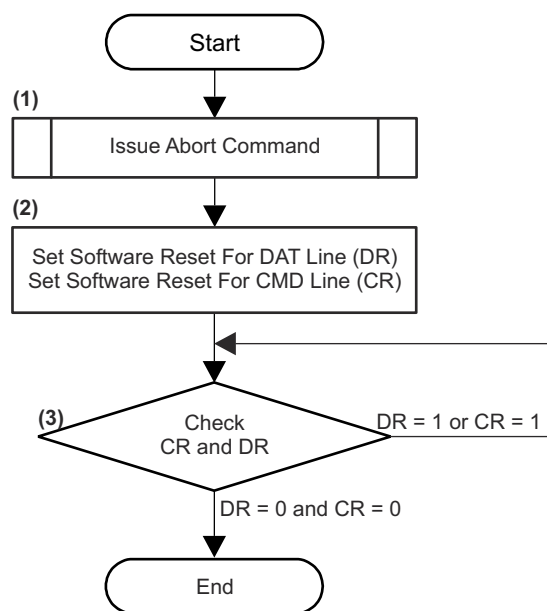 Start
(1)
Issue Abort Command
(2)
Set Software Reset For DAT Line (DR)
Set Software Reset For CMD Line (CR)
(3)
Check
CR and DR
DR = 1 or CR = 1
DR = 0 and CR = 0
End